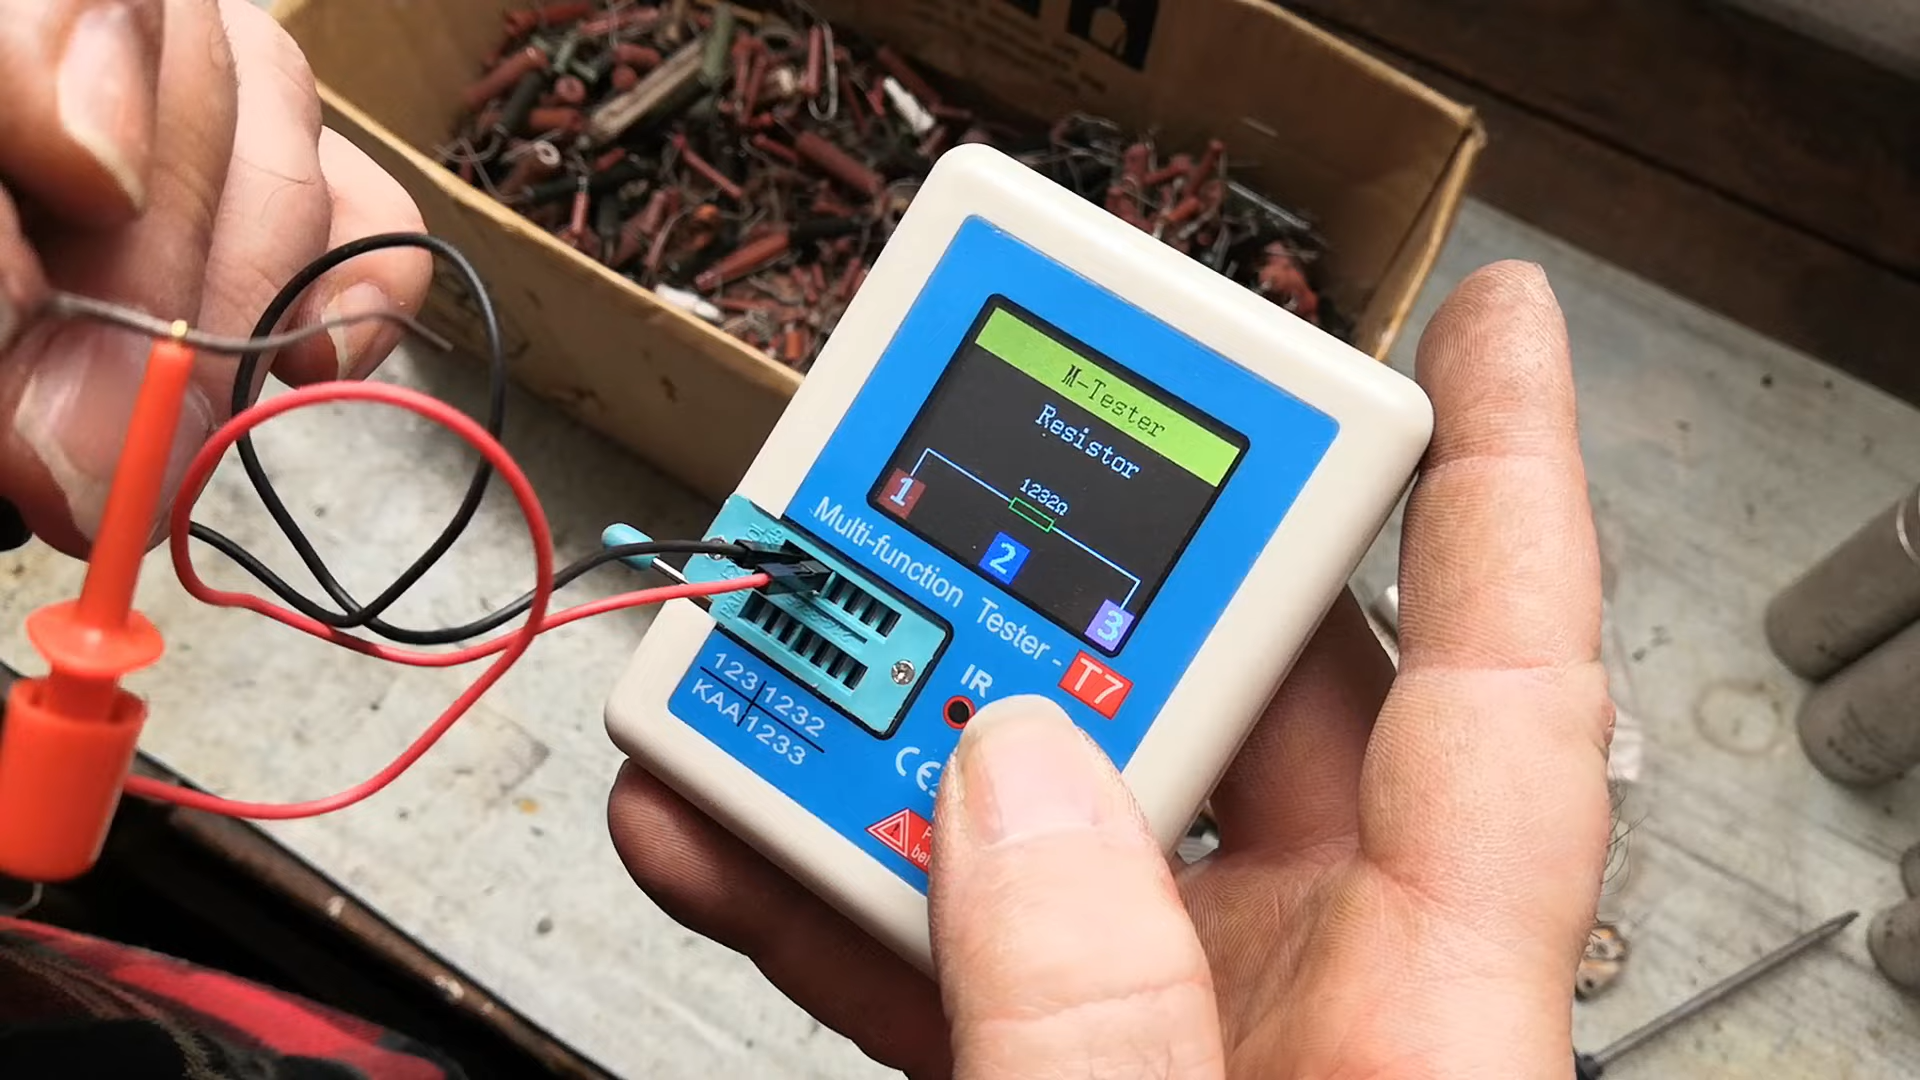 M-Tester
Resistor
1232Ω
1
2
3
Multi-function Tester - T7
IR
123 1232
KAA 1233
CE